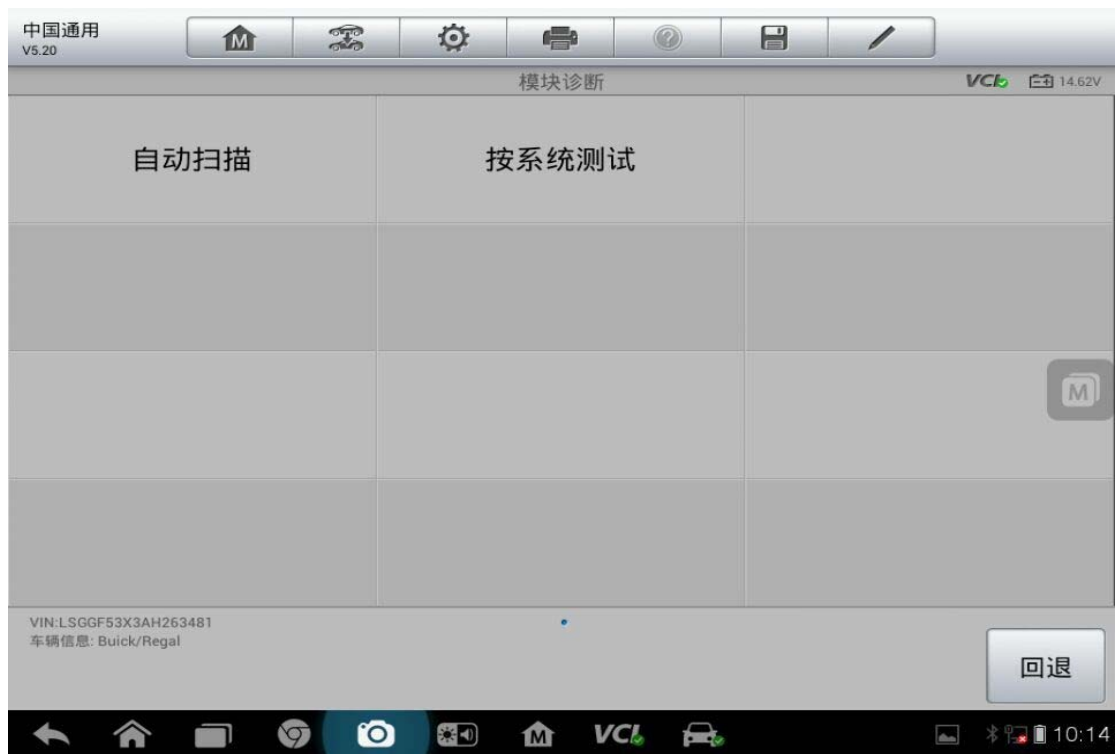 中国通用
V5.20
M
模块诊断
VCI
14.62V
自动扫描
按系统测试
M
VIN:LSGGF53X3AH263481
车辆信息: Buick/Regal
回退
M
VCI
10:14